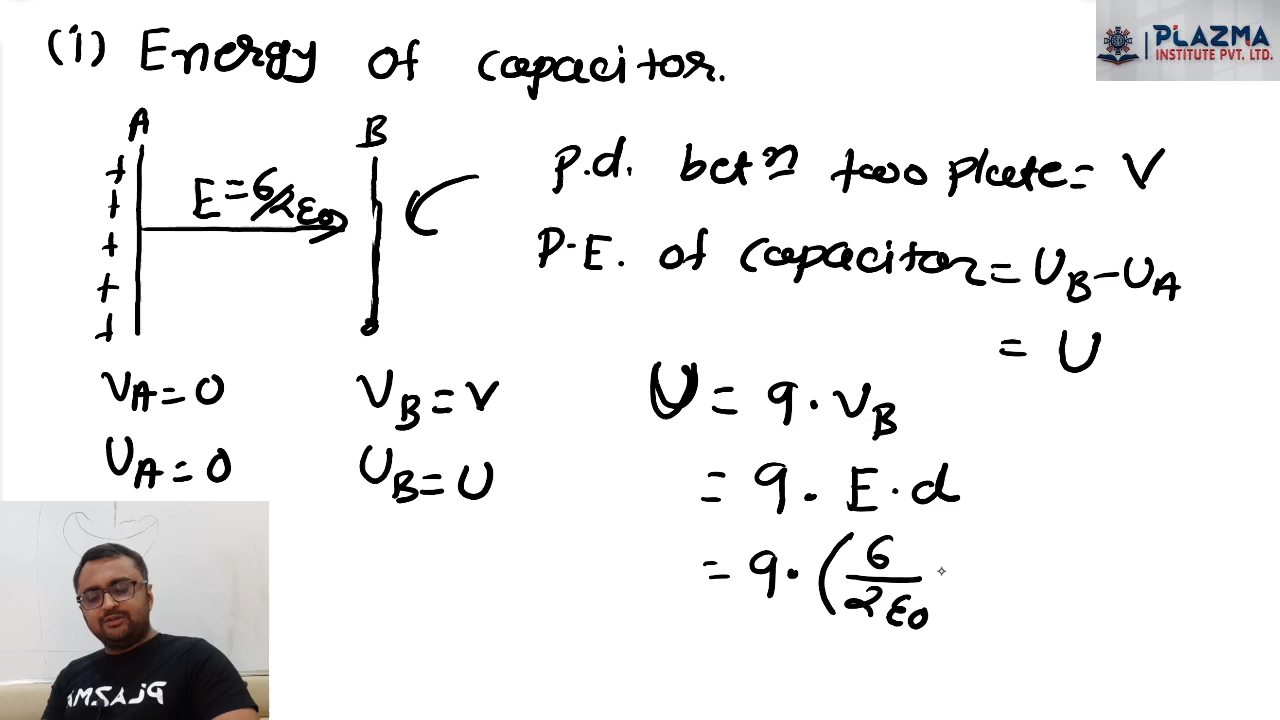 (i) Energy of capacitor.
PLAZMA
INSTITUTE PVT. LTD.
A
B
+
+
+
+
+
E = σ/2ε0
p.d. betn two plate = V
P.E. of capacitor = UB - UA
= U
VA = 0
VB = V
UA = 0
UB = U
U = q · VB
= q · E · d
= q · (σ/2ε0
PLAZMA